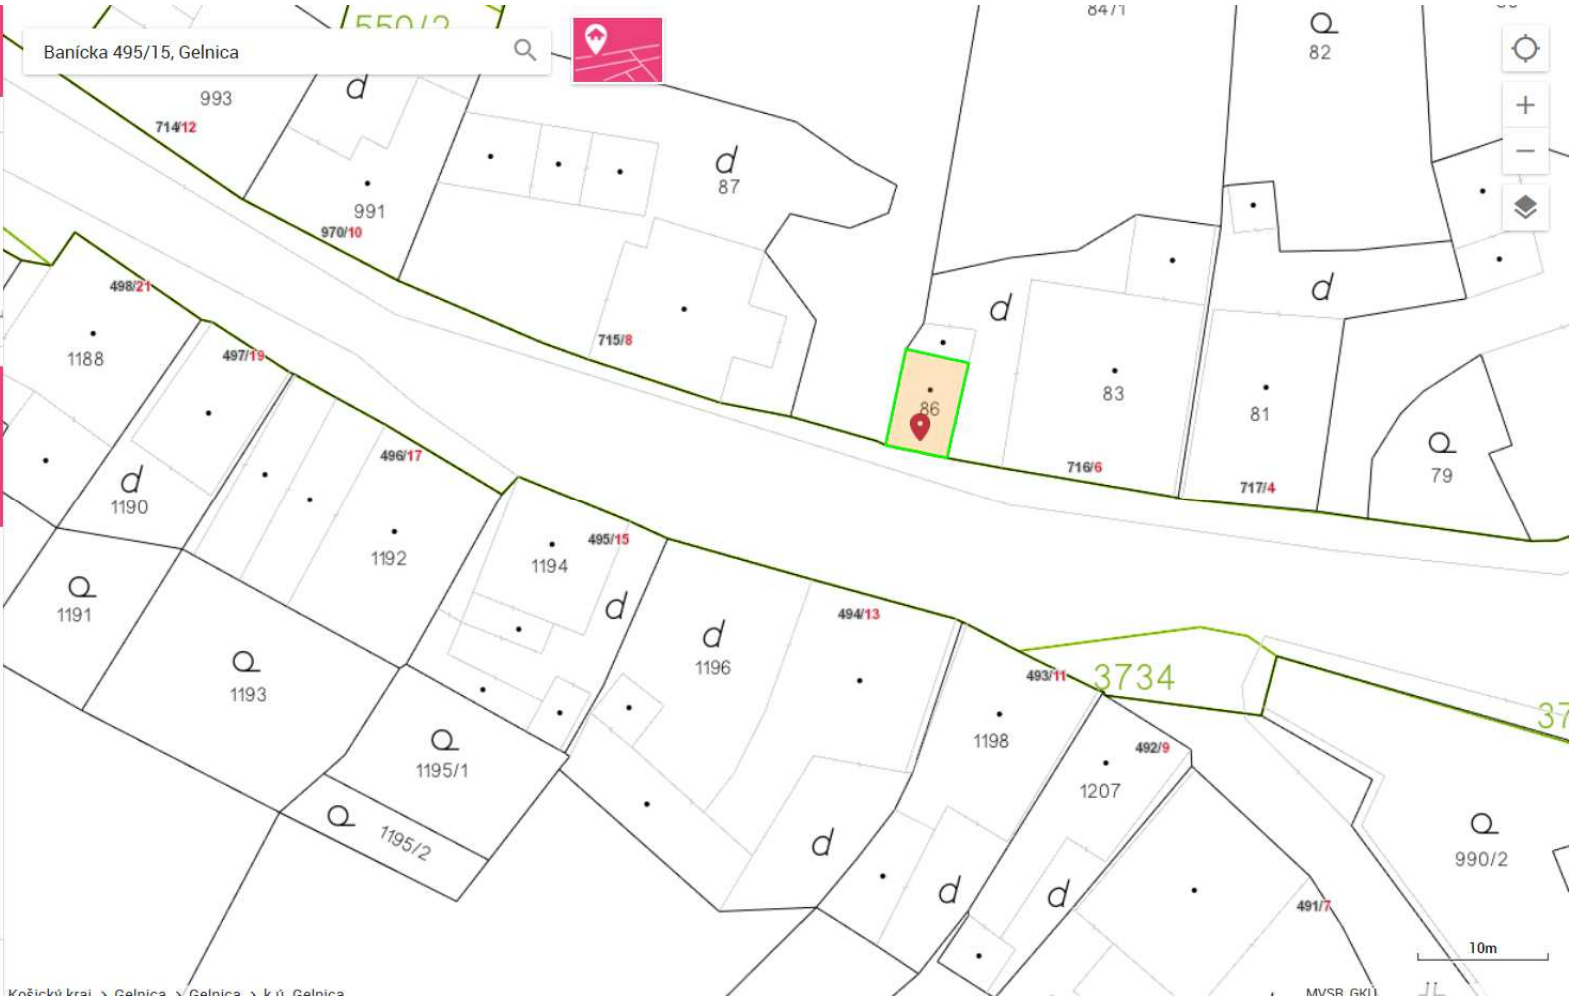 550/2
84/1
Banícka 495/15, Gelnica
82
993
714/12
87
991
970/10
498/21
715/8
1188
497/19
83
86
81
496/17
716/6
79
717/4
1190
495/15
1192
1194
1191
494/13
1196
1193
493/11
3734
37
1198
492/9
1195/1
1207
1195/2
990/2
491/7
10m
Košický kraj > Gelnica > Gelnica > k.ú. Gelnica
MVSR, GKÚ
d
d
d
d
d
d
d
d
d
d